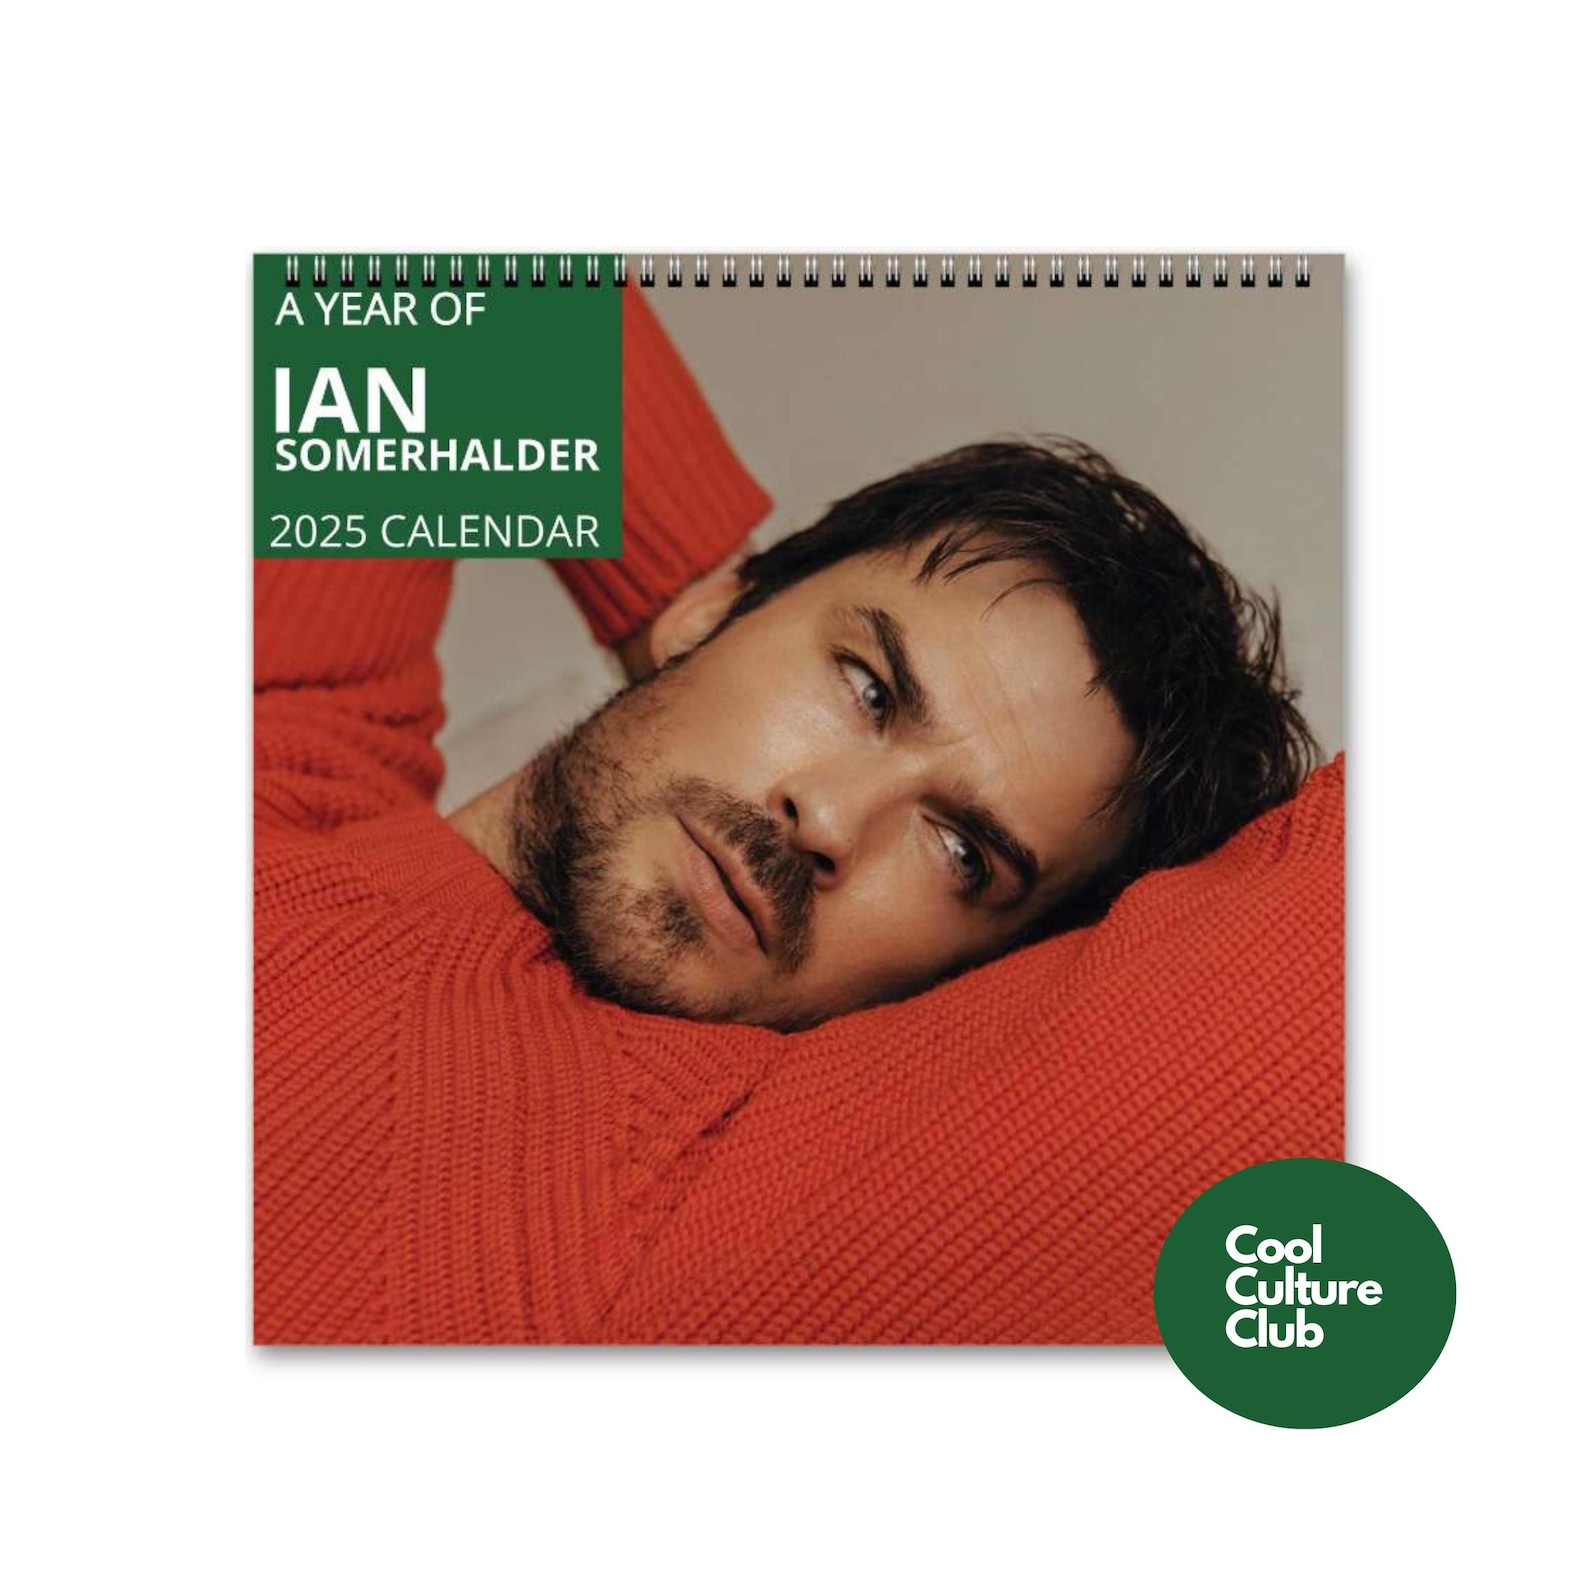 A YEAR OF
IAN
SOMERHALDER
2025 CALENDAR
Cool
Culture
Club